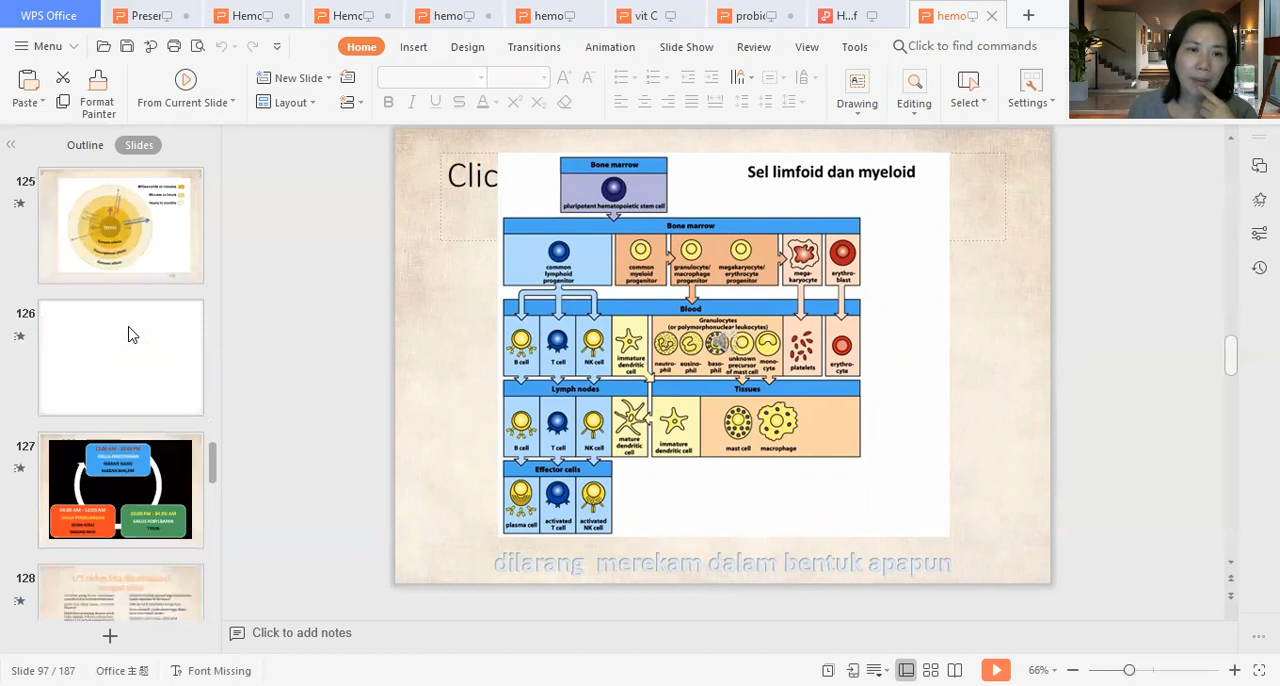 WPS Office
Presen
Hemo
Hemo
hemo
hemo
vit C
probio
H...f
hemo
Menu
Home
Insert
Design
Transitions
Animation
Slide Show
Review
View
Tools
Click to find commands
Paste
Format
Painter
From Current Slide
New Slide
Layout
Drawing
Editing
Select
Settings
B I U S A X² X₂
Outline
Slides
125
126
127
128
Clic
Sel limfoid dan myeloid
Bone marrow
pluripotent hematopoietic stem cell
Bone marrow
common
lymphoid
progenitor
common
myeloid
progenitor
granulocyte/
macrophage
progenitor
megakaryocyte/
erythrocyte
progenitor
mega-
karyocyte
erythro-
blast
Blood
Granulocytes
(or polymorphonuclear leukocytes)
B cell
T cell
NK cell
immature
dendritic
cell
neutro-
phil
eosino-
phil
baso-
phil
unknown
precursor
of mast cell
mono-
cyte
platelets
erythro-
cyte
Lymph nodes
Tissues
B cell
T cell
NK cell
mature
dendritic
cell
immature
dendritic cell
mast cell
macrophage
Effector cells
plasma cell
activated
T cell
activated
NK cell
dilarang merekam dalam bentuk apapun
Click to add notes
Slide 97 / 187
Office 主题
Font Missing
66%